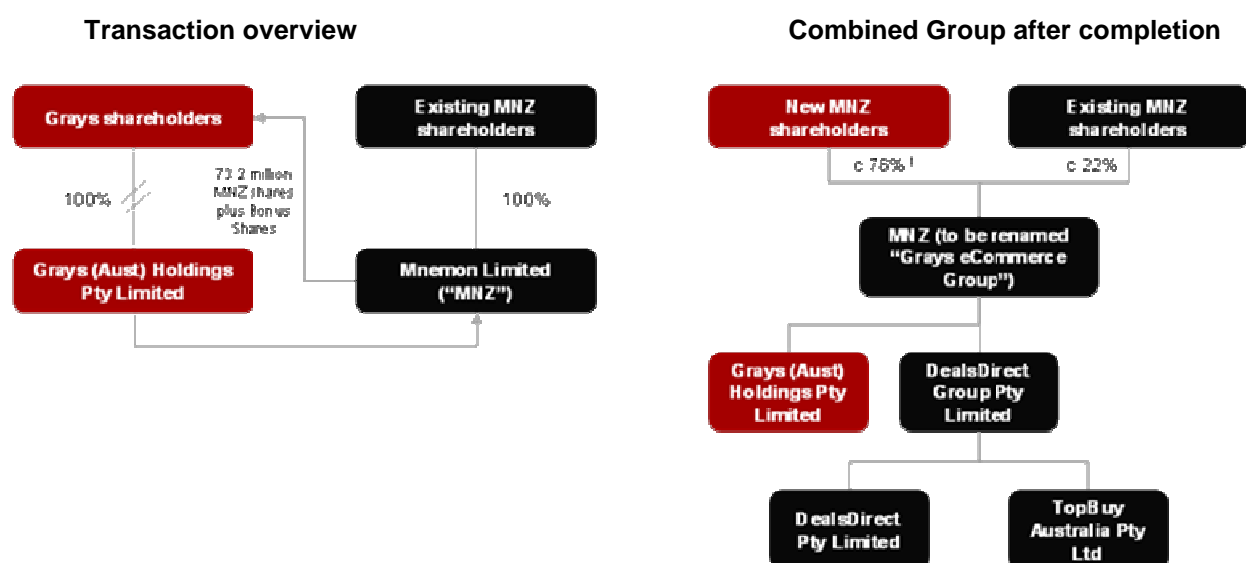 Transaction overview
Grays shareholders
Existing MNZ
shareholders
100%
73.2 million
MNZ shares
plus Bonus
Shares
100%
Grays (Aust) Holdings
Pty Limited
Mnemon Limited
("MNZ")
Combined Group after completion
New MNZ
shareholders
Existing MNZ
shareholders
c
c 22%
MNZ (to be renamed
“Grays eCommerce
Group”)
Grays (Aust)
Holdings Pty
Limited
DealsDirect
Group Pty
Limited
DealsDirect
Pty Limited
TopBuy
Australia Pty
Ltd